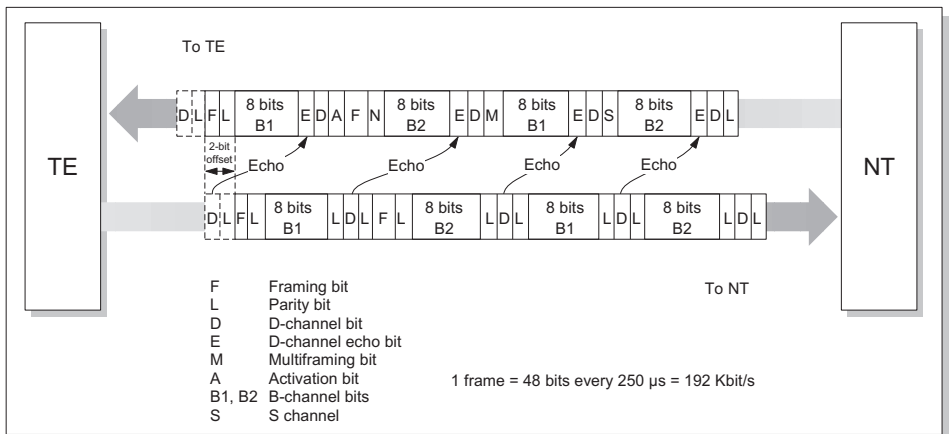 To TE
D L F L 8 bits B1 E D A F N 8 bits B2 E D M 8 bits B1 E D S 8 bits B2 E D L
2-bit offset
Echo Echo Echo Echo
TE
NT
D L F L 8 bits B1 L D L F L 8 bits B2 L D L 8 bits B1 L D L 8 bits B2 L D L
To NT
F Framing bit
L Parity bit
D D-channel bit
E D-channel echo bit
M Multiframing bit
A Activation bit
B1, B2 B-channel bits
S S channel
1 frame = 48 bits every 250 µs = 192 Kbit/s